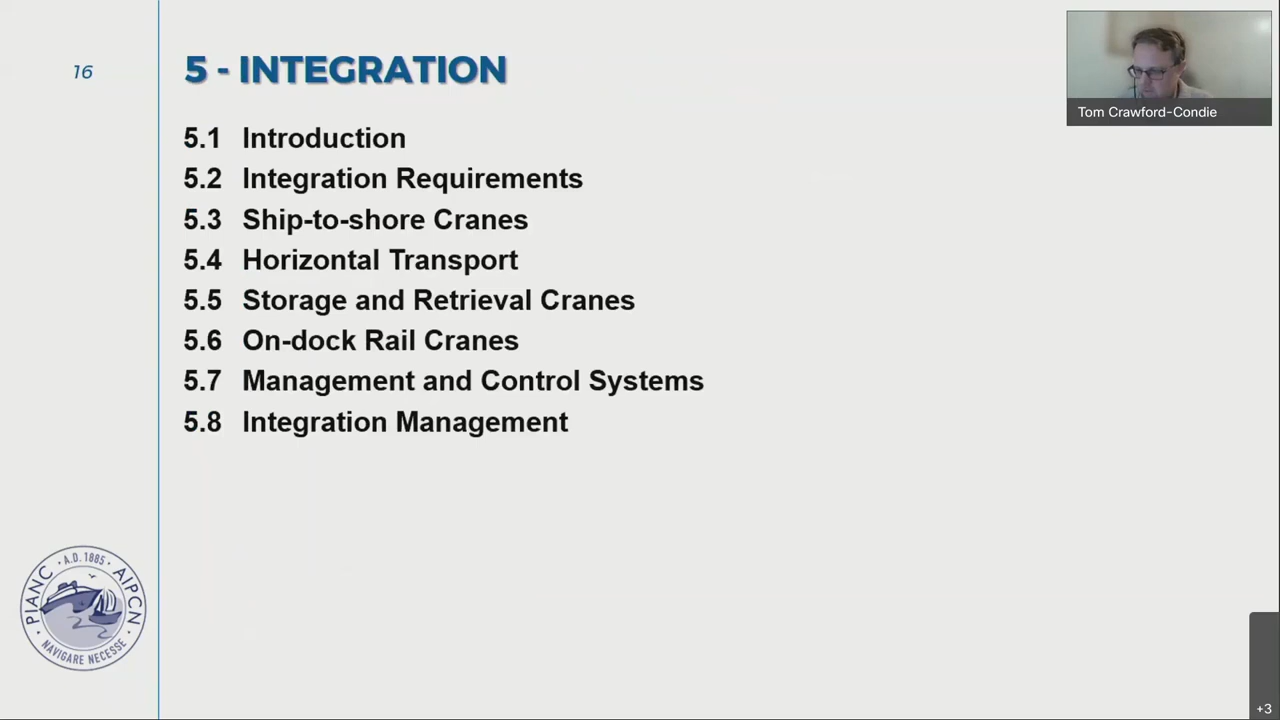 16
5 - INTEGRATION
5.1 Introduction
5.2 Integration Requirements
5.3 Ship-to-shore Cranes
5.4 Horizontal Transport
5.5 Storage and Retrieval Cranes
5.6 On-dock Rail Cranes
5.7 Management and Control Systems
5.8 Integration Management
Tom Crawford-Condie
PIANC · A.D. 1885 · AIPCN
· NAVIGARE NECESSE ·
+3